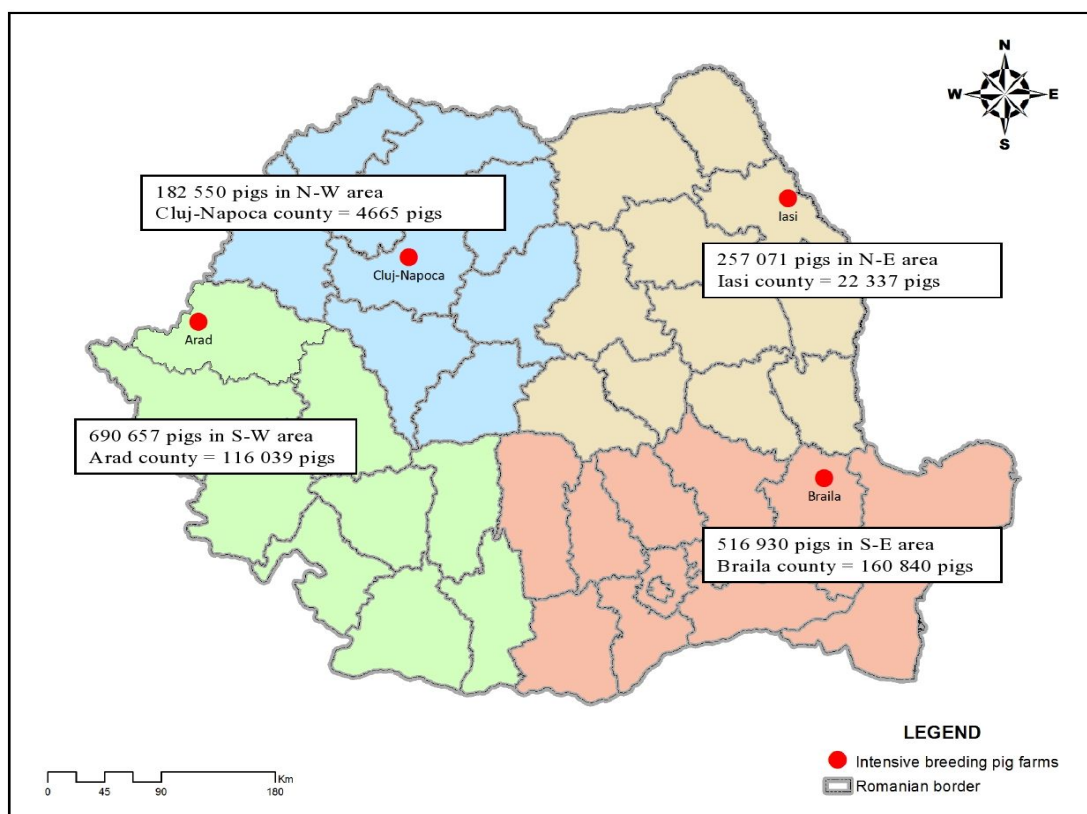 N
W E
S
182 550 pigs in N-W area
Cluj-Napoca county = 4665 pigs
Iasi
257 071 pigs in N-E area
Iasi county = 22 337 pigs
Cluj-Napoca
Arad
690 657 pigs in S-W area
Arad county = 116 039 pigs
Braila
516 930 pigs in S-E area
Braila county = 160 840 pigs
LEGEND
Intensive breeding pig farms
Romanian border
Km
0 45 90 180